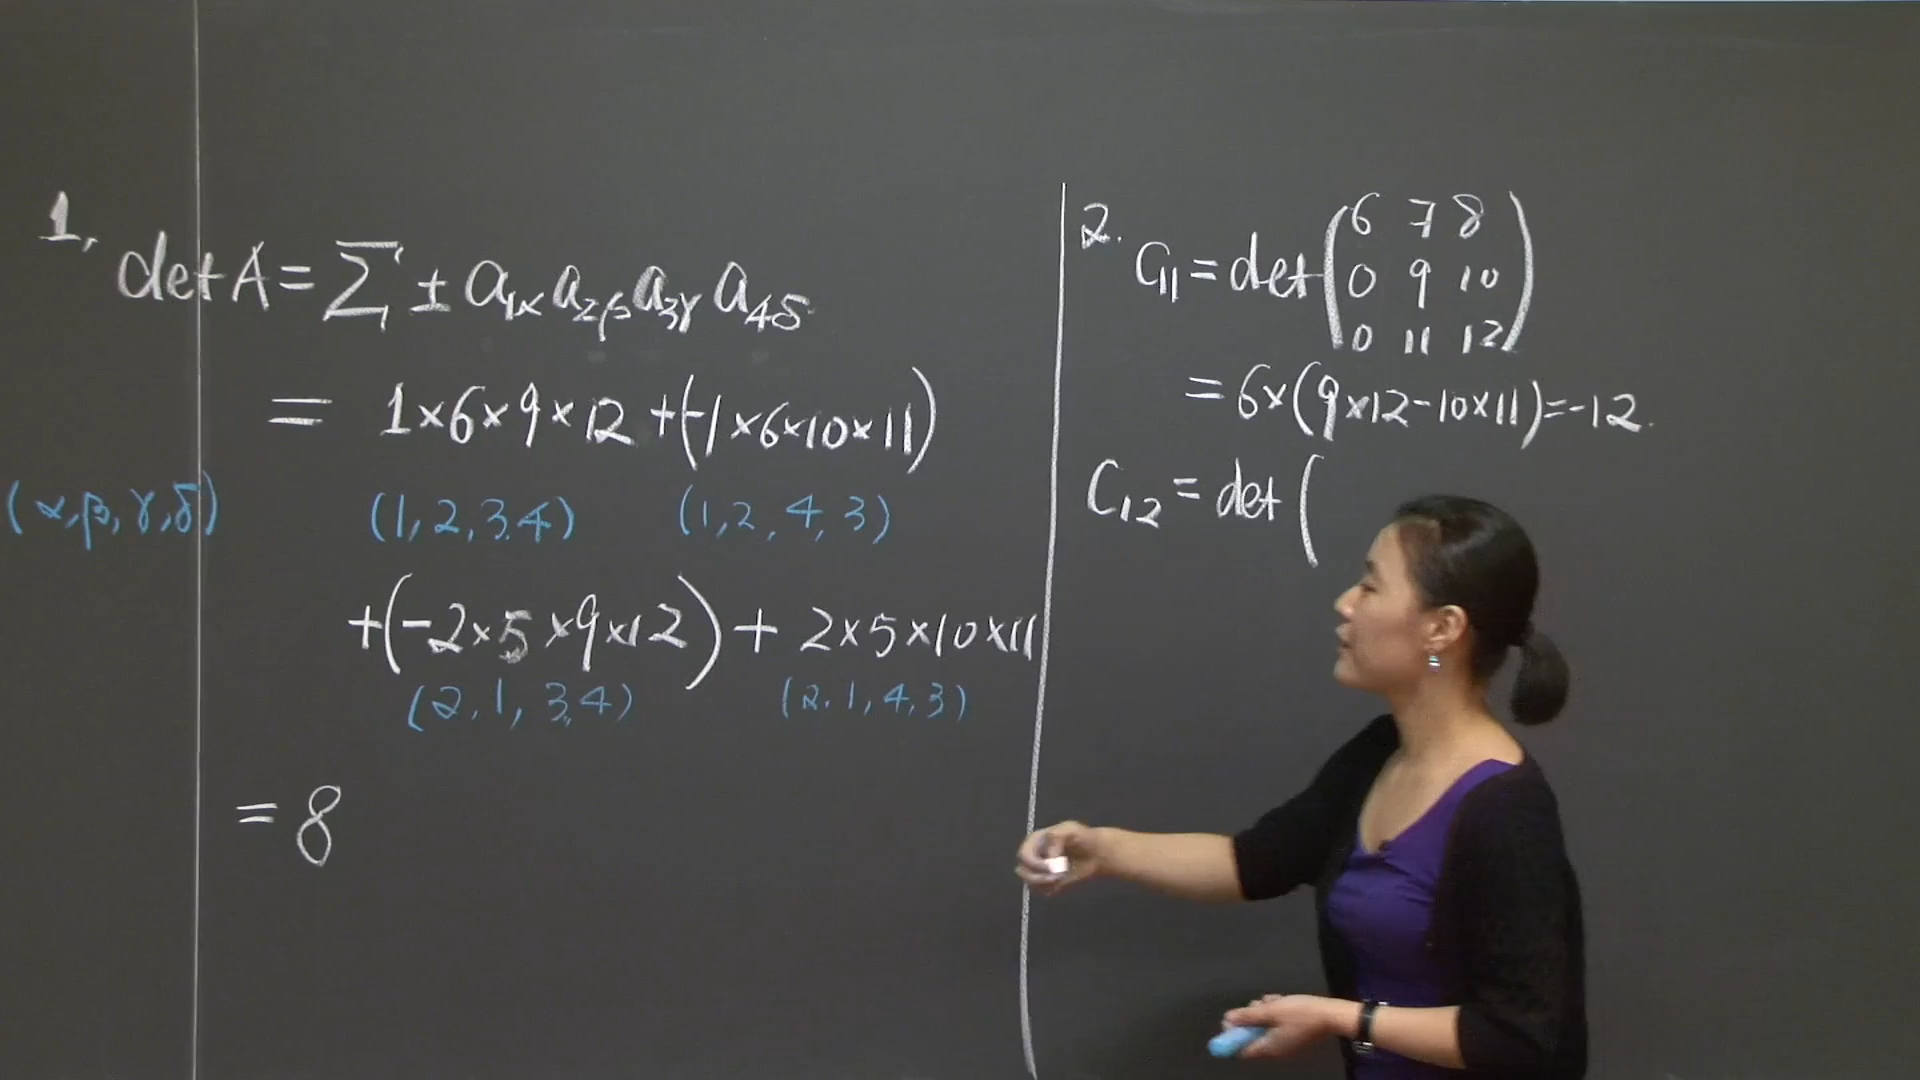 1,
det A = Σ ± a₁α a₂β a₃γ a₄δ
= 1×6×9×12 + (-1×6×10×11)
(α, β, γ, δ) (1, 2, 3, 4) (1, 2, 4, 3)
+ (-2×5×9×12) + 2×5×10×11
(2, 1, 3, 4) (2, 1, 4, 3)
= 8
2.
C₁₁ = det ( 6 7 8
0 9 10
0 11 12 )
= 6×(9×12-10×11) = -12.
C₁₂ = det (